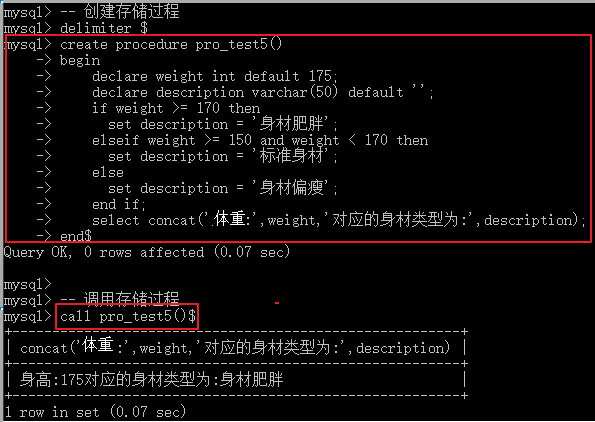 mysql> -- 创建存储过程
mysql> delimiter $
mysql> create procedure pro_test5()
    -> begin
    ->     declare weight int default 175;
    ->     declare description varchar(50) default '';
    ->     if weight >= 170 then
    ->       set description = '身材肥胖';
    ->     elseif weight >= 150 and weight < 170 then
    ->       set description = '标准身材';
    ->     else
    ->       set description = '身材偏瘦';
    ->     end if;
    ->     select concat('体重:',weight,'对应的身材类型为:',description);
    -> end$
Query OK, 0 rows affected (0.07 sec)
mysql>
mysql> -- 调用存储过程
mysql> call pro_test5()$
| concat('体重:',weight,'对应的身材类型为:',description) |
| 身高:175对应的身材类型为:身材肥胖 |
1 row in set (0.07 sec)